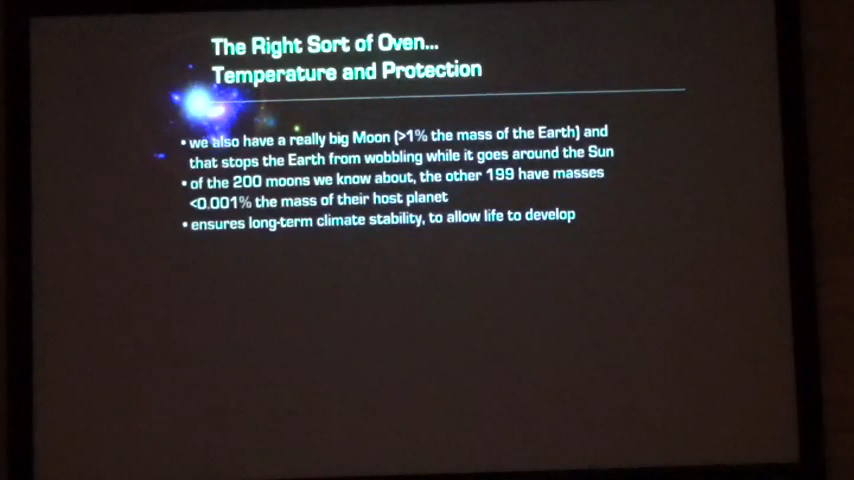 The Right Sort of Oven...
Temperature and Protection
• we also have a really big Moon (>1% the mass of the Earth) and
that stops the Earth from wobbling while it goes around the Sun
• of the 200 moons we know about, the other 199 have masses
<0.001% the mass of their host planet
• ensures long-term climate stability, to allow life to develop